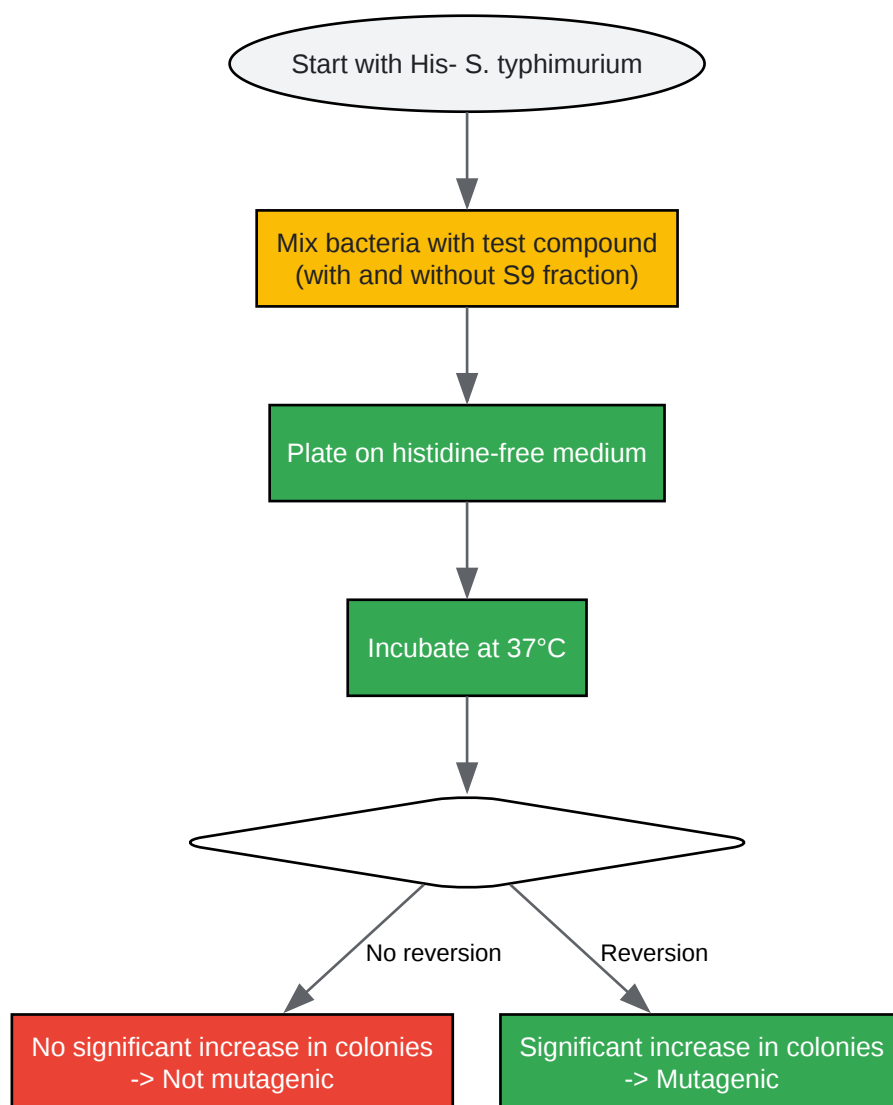 Start with His- S. typhimurium
Mix bacteria with test compound
(with and without S9 fraction)
Plate on histidine-free medium
Incubate at 37°C
No reversion
Reversion
No significant increase in colonies
-> Not mutagenic
Significant increase in colonies
-> Mutagenic